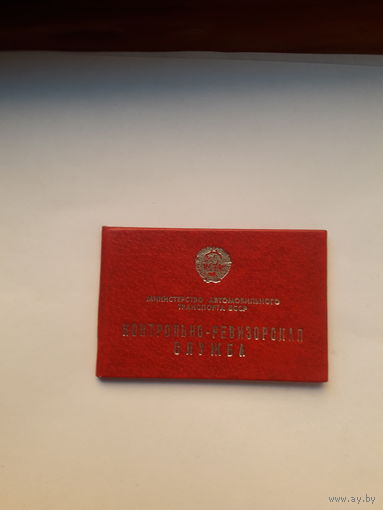 МИНИСТЕРСТВО АВТОМОБИЛЬНОГО
ТРАНСПОРТА БССР
КОНТРОЛЬНО-РЕВИЗОРСКАЯ
СЛУЖБА
www.ay.by